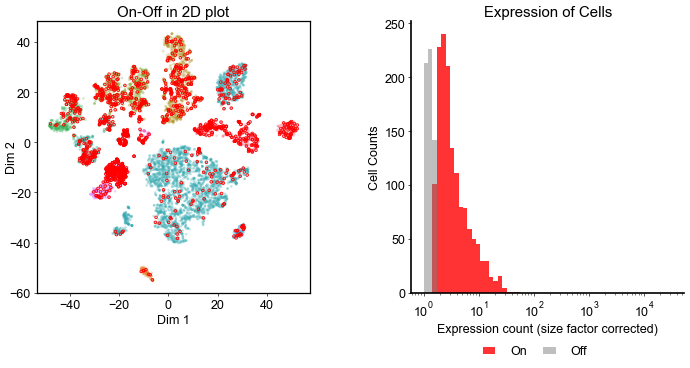 On-Off in 2D plot
Expression of Cells
40
20
0
−20
−40
−60
Dim 2
−40 −20 0 20 40
Dim 1
250
200
150
100
50
0
Cell Counts
10^0 10^1 10^2 10^3 10^4
Expression count (size factor corrected)
On Off